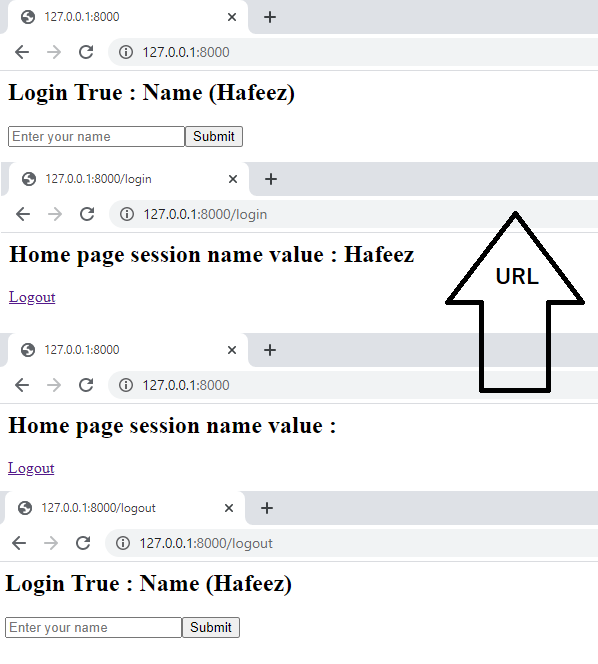 127.0.0.1:8000
127.0.0.1:8000
Login True : Name (Hafeez)
Enter your name Submit
127.0.0.1:8000/login
127.0.0.1:8000/login
Home page session name value : Hafeez
URL
Logout
127.0.0.1:8000
127.0.0.1:8000
Home page session name value :
Logout
127.0.0.1:8000/logout
127.0.0.1:8000/logout
Login True : Name (Hafeez)
Enter your name Submit